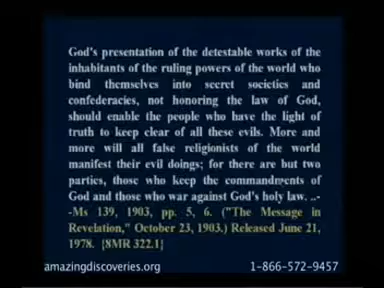 God's presentation of the detestable works of the
inhabitants of the ruling powers of the world who
bind themselves into secret societies and
confederacies, not honoring the law of God,
should enable the people who have the light of
truth to keep clear of all these evils. More and
more will all false religionists of the world
manifest their evil doings; for there are but two
parties, those who keep the commandments of
God and those who war against God's holy law. ..-
-Ms 139, 1903, pp. 5, 6. ("The Message in
Revelation," October 23, 1903.) Released June 21,
1978. {8MR 322.1}
amazingdiscoveries.org 1-866-572-9457